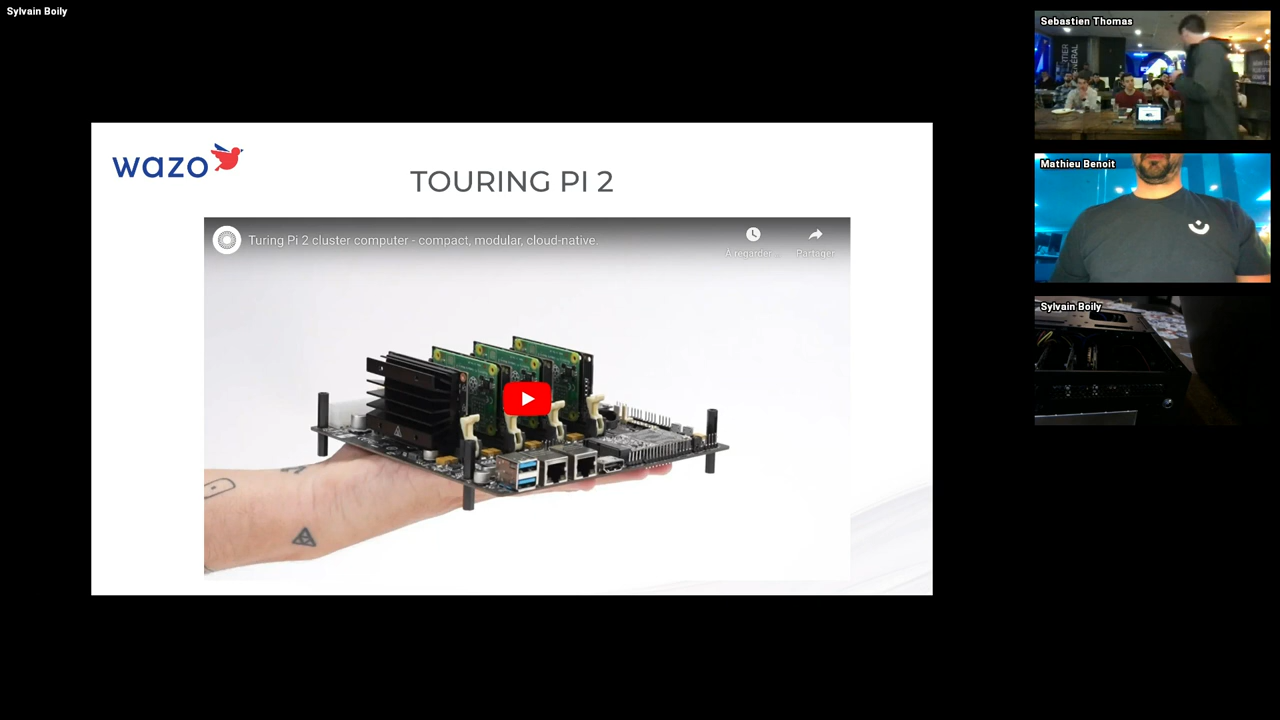 Sylvain Boily
wazo
TOURING PI 2
Turing Pi 2 cluster computer - compact, modular, cloud-native.
À regarder
Partager
Sebastien Thomas
Mathieu Benoit
Sylvain Boily